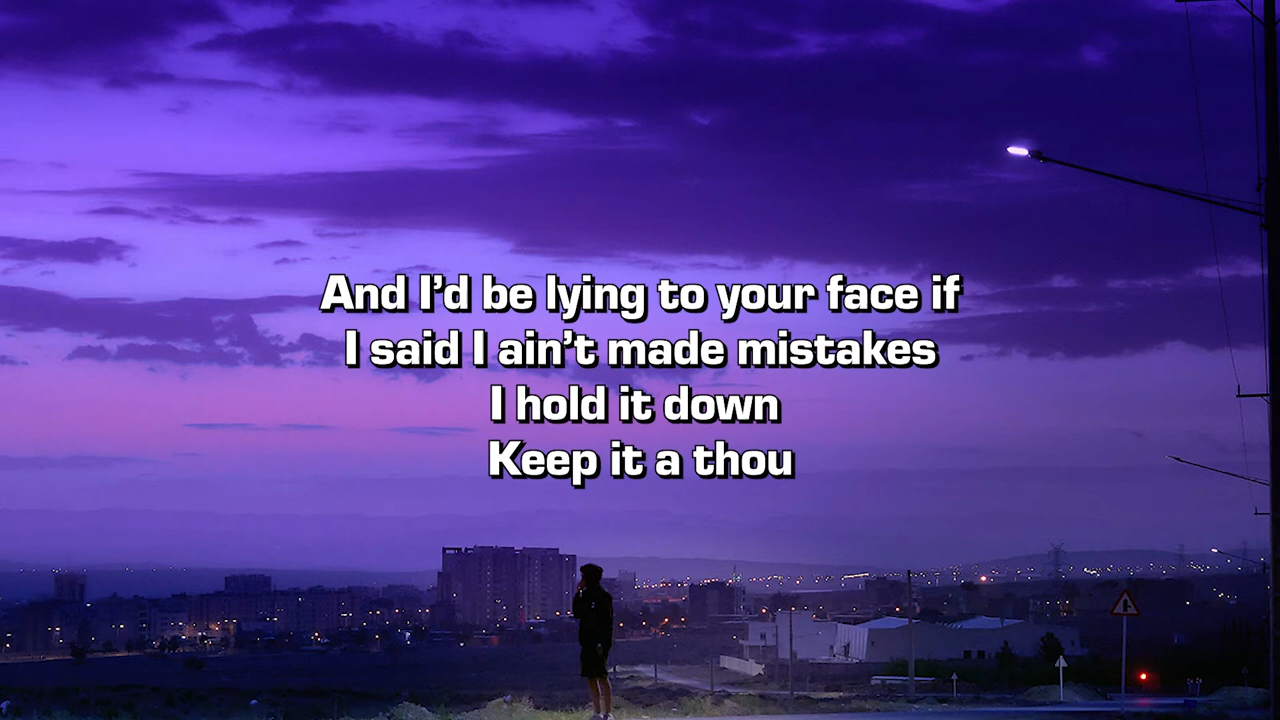 And I’d be lying to your face if
I said I ain’t made mistakes
I hold it down
Keep it a thou